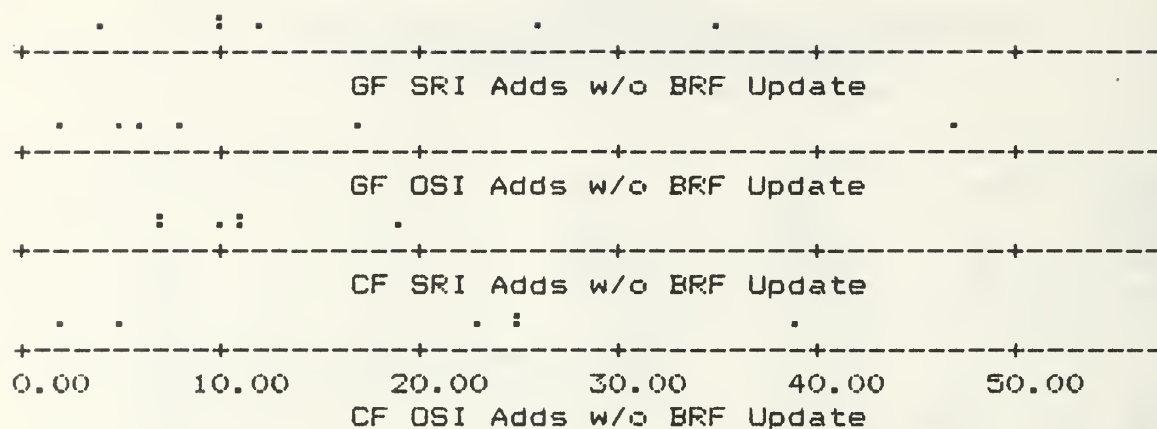 GF SRI Adds w/o BRF Update
GF OSI Adds w/o BRF Update
CF SRI Adds w/o BRF Update
0.00 10.00 20.00 30.00 40.00 50.00
CF OSI Adds w/o BRF Update